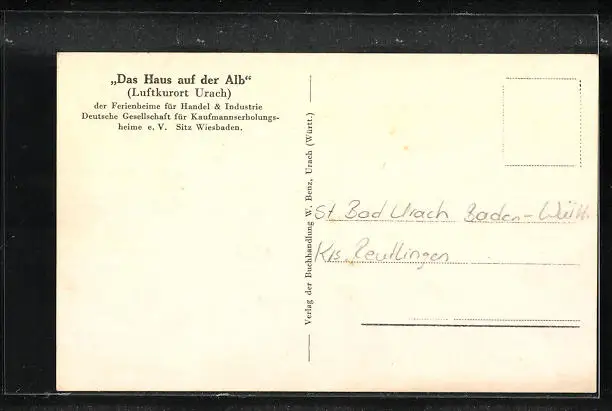 „Das Haus auf der Alb“
(Luftkurort Urach)
der Ferienheime für Handel & Industrie
Deutsche Gesellschaft für Kaufmannserholungs-
heime e. V. Sitz Wiesbaden.
Verlag der Buchhandlung W. Benz, Urach (Württ.)
St. Bad Urach Baden-Württ.
Krs. Reutlingen